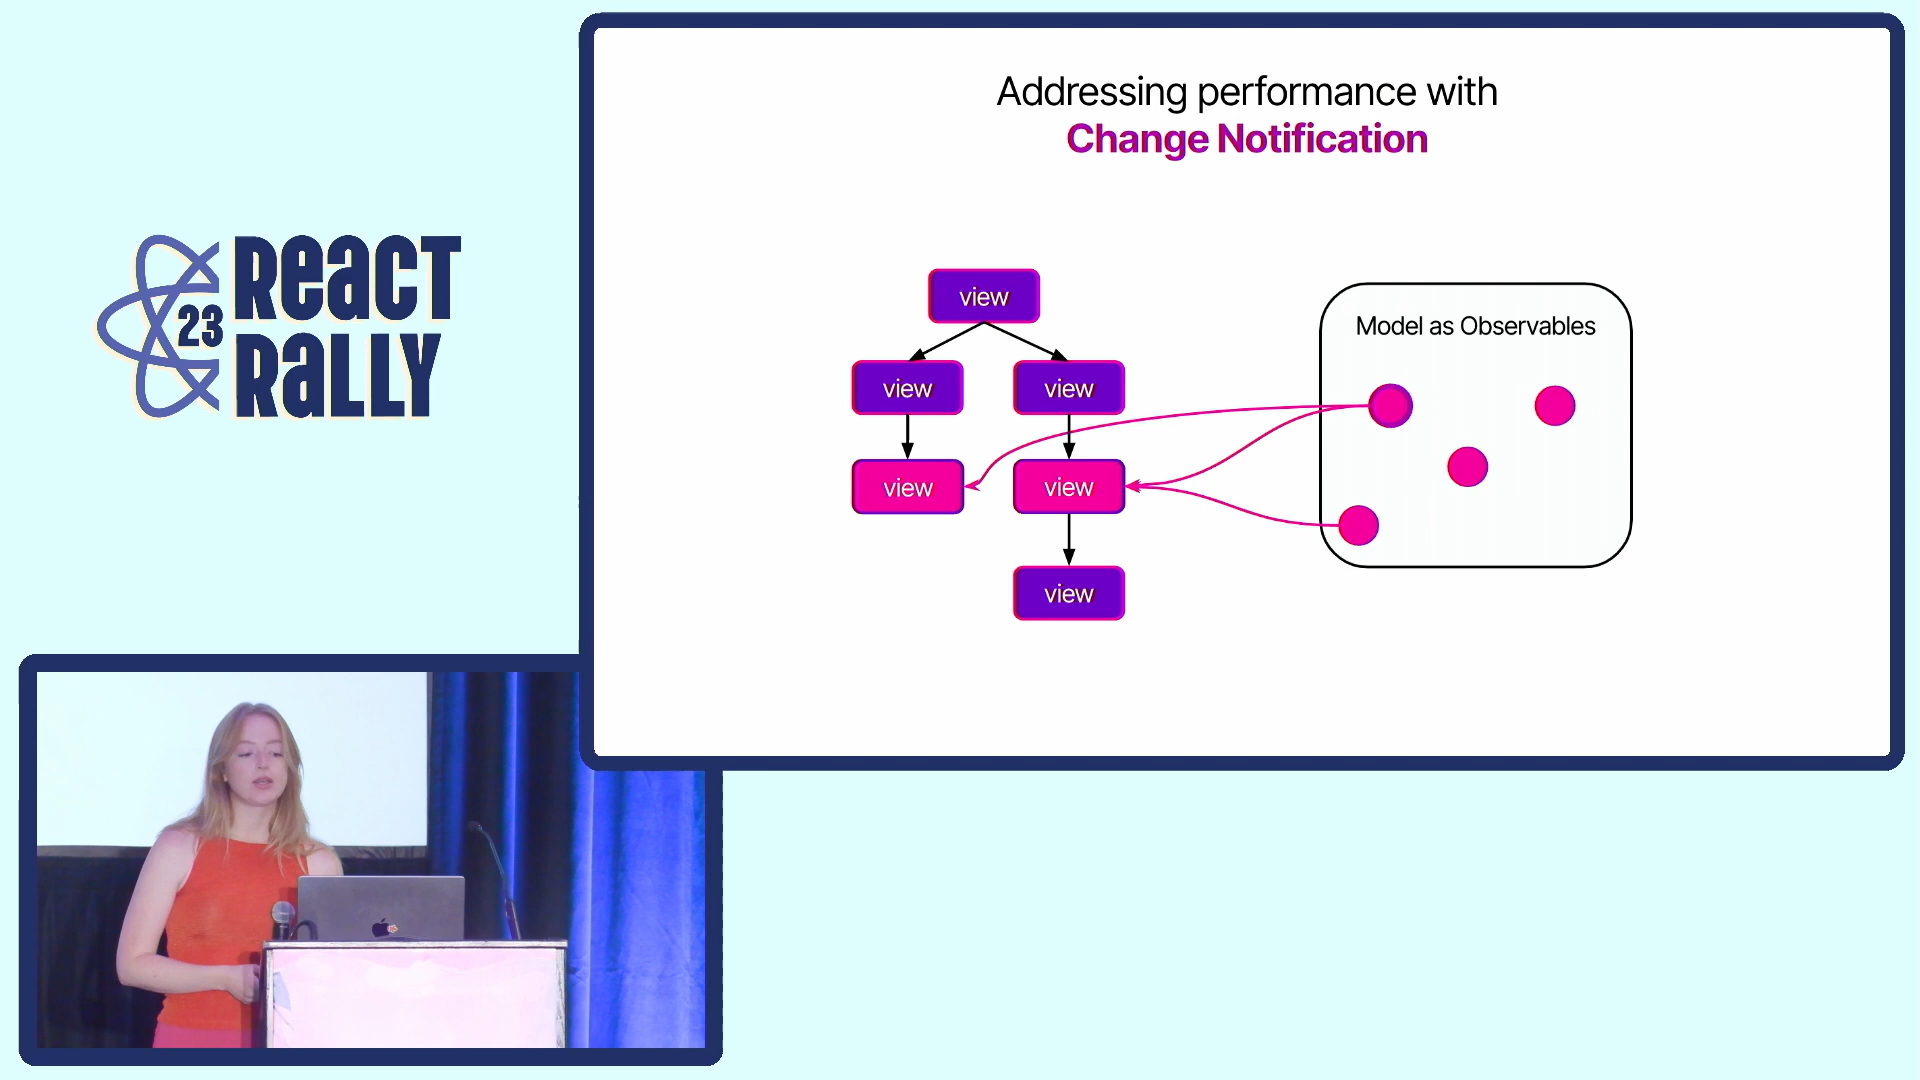 REACT
23
RALLY
Addressing performance with
Change Notification
view
view
view
view
view
view
Model as Observables